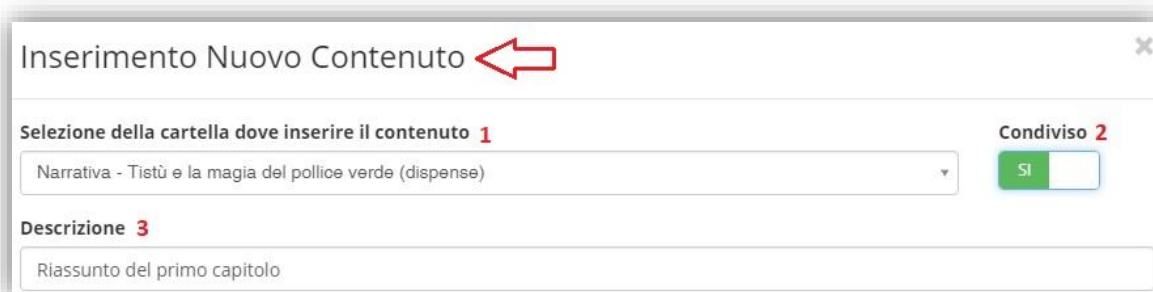 Inserimento Nuovo Contenuto
Selezione della cartella dove inserire il contenuto 1
Condiviso 2
Narrativa - Tistù e la magia del pollice verde (dispense)
SI
Descrizione 3
Riassunto del primo capitolo